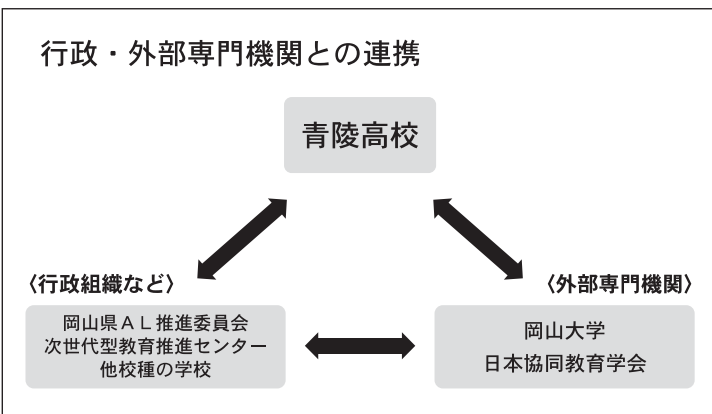 行政・外部専門機関との連携
青陵高校
〈行政組織など〉
岡山県ＡＬ推進委員会
次世代型教育推進センター
他校種の学校
〈外部専門機関〉
岡山大学
日本協同教育学会